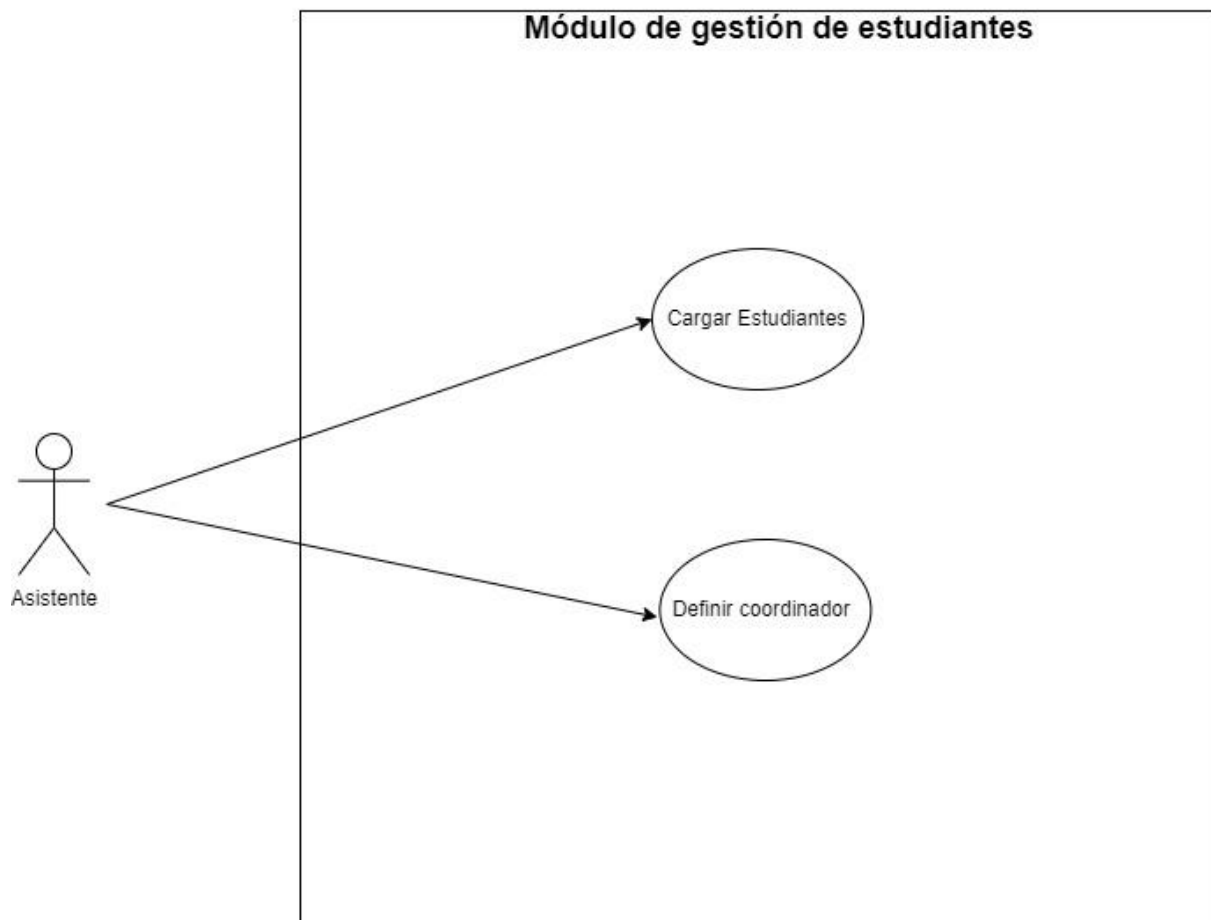 Módulo de gestión de estudiantes
Cargar Estudiantes
Asistente
Definir coordinador